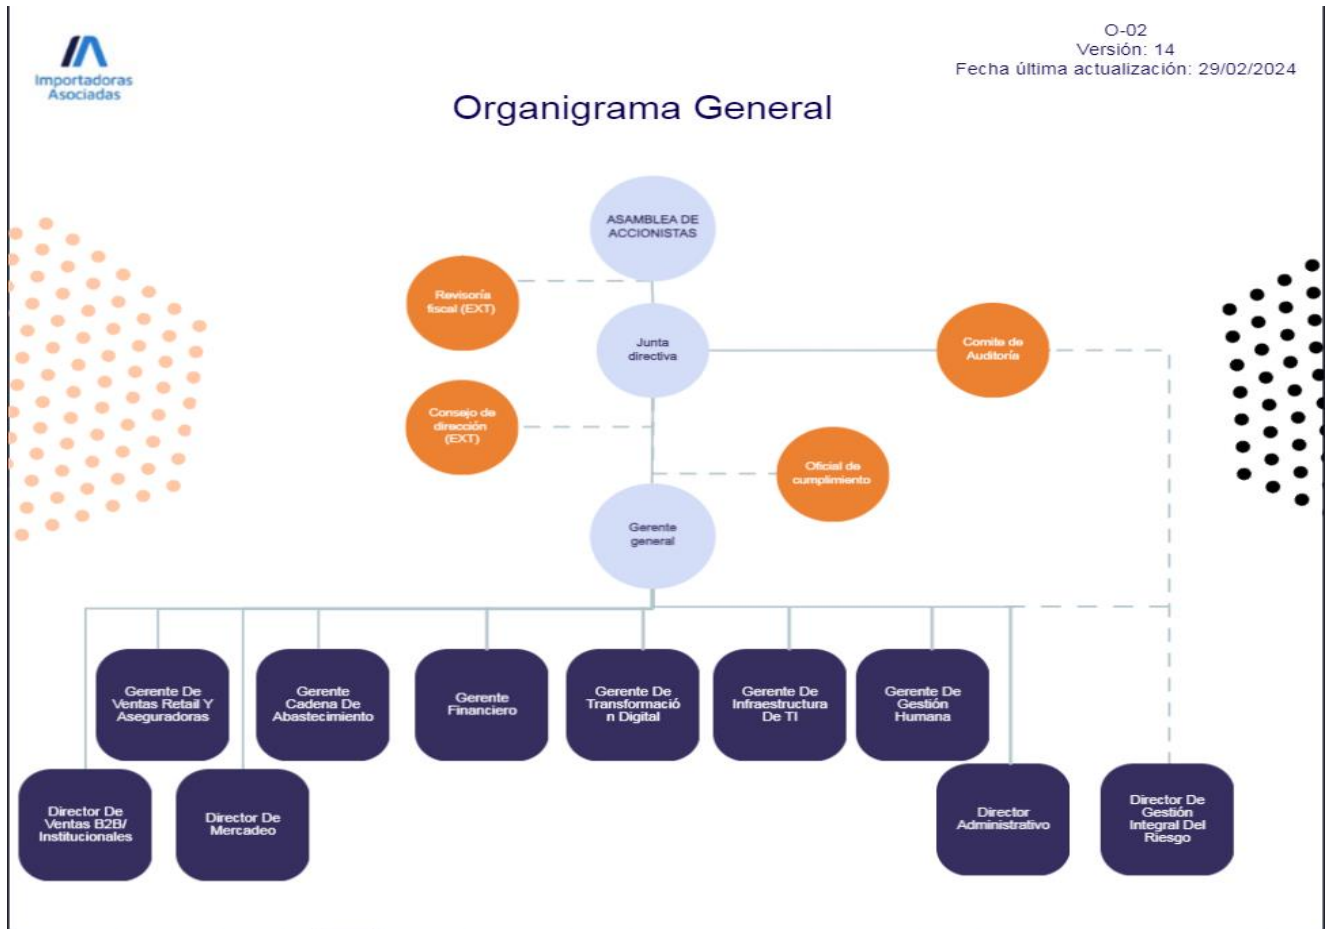 O-02
Versión: 14
Fecha última actualización: 29/02/2024
Importadoras
Asociadas
Organigrama General
ASAMBLEA DE
ACCIONISTAS
Revisoría
fiscal (EXT)
Junta
directiva
Comite de
Auditoría
Consejo de
dirección
(EXT)
Oficial de
cumplimiento
Gerente
general
Gerente De
Ventas Retail Y
Aseguradoras
Gerente
Cadena De
Abastecimiento
Gerente
Financiero
Gerente De
Transformació
n Digital
Gerente De
Infraestructura
De TI
Gerente De
Gestión
Humana
Director De
Ventas B2B/
Institucionales
Director De
Mercadeo
Director
Administrativo
Director De
Gestión
Integral Del
Riesgo